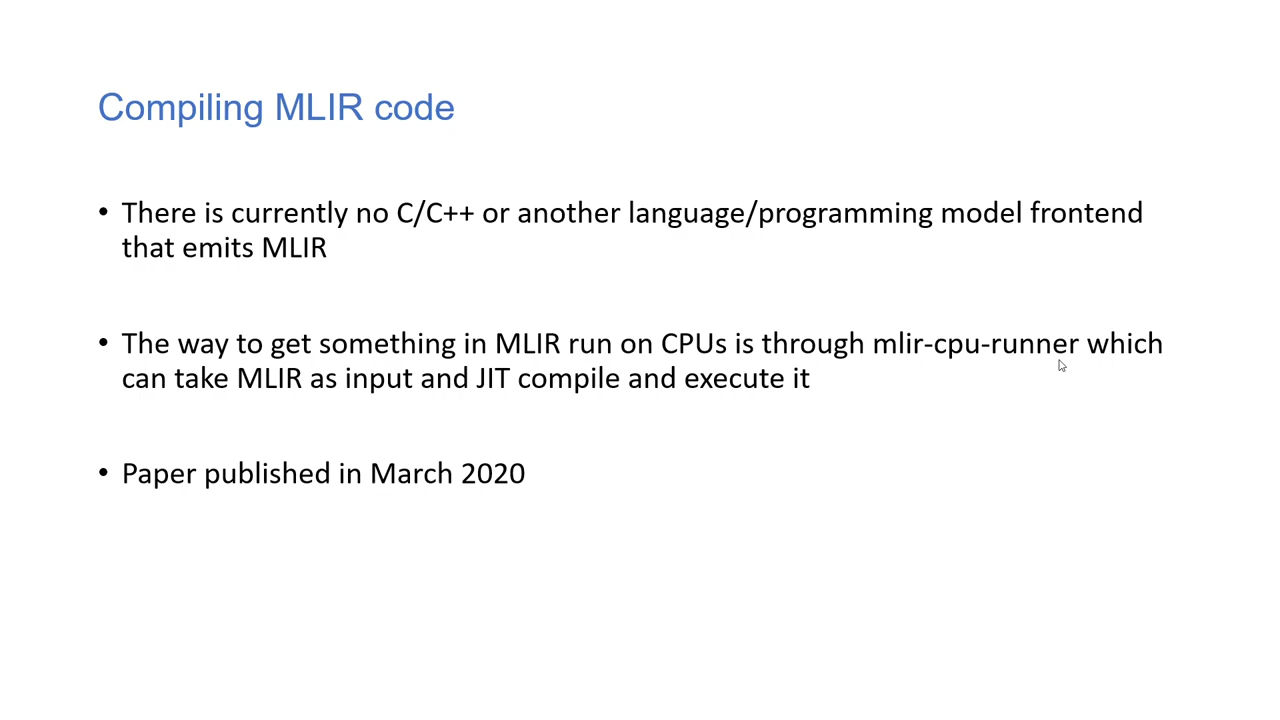 Compiling MLIR code
• There is currently no C/C++ or another language/programming model frontend
that emits MLIR
• The way to get something in MLIR run on CPUs is through mlir-cpu-runner which
can take MLIR as input and JIT compile and execute it
• Paper published in March 2020